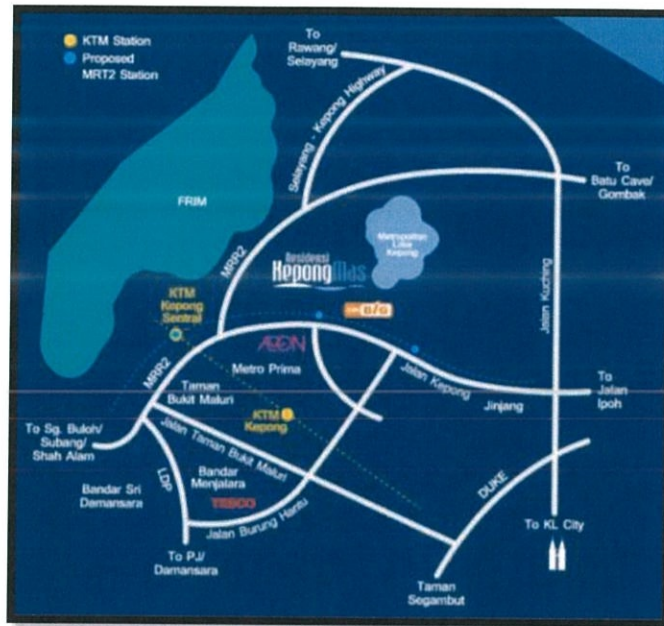 KTM Station
Proposed
MRT2 Station
To
Rawang/
Selayang
Selayang - Kepong Highway
To
Batu Cave/
Gombak
FRIM
Metropolitan
Lake
Kepong
Residensi
KepongMas
MRR2
Jalan Kuching
KTM
Kepong
Sentral
BIG
AEON
Metro Prima
MRR2
Taman
Bukit Maluri
Jalan Kepong
Jinjang
To
Jalan
Ipoh
KTM
Kepong
To Sg. Buloh/
Subang/
Shah Alam
Jalan Taman Bukit Maluri
LDP
Bandar
Menjalara
Bandar Sri
Damansara
TESCO
DUKE
Jalan Burung Hantu
To KL City
To PJ/
Damansara
Taman
Segambut